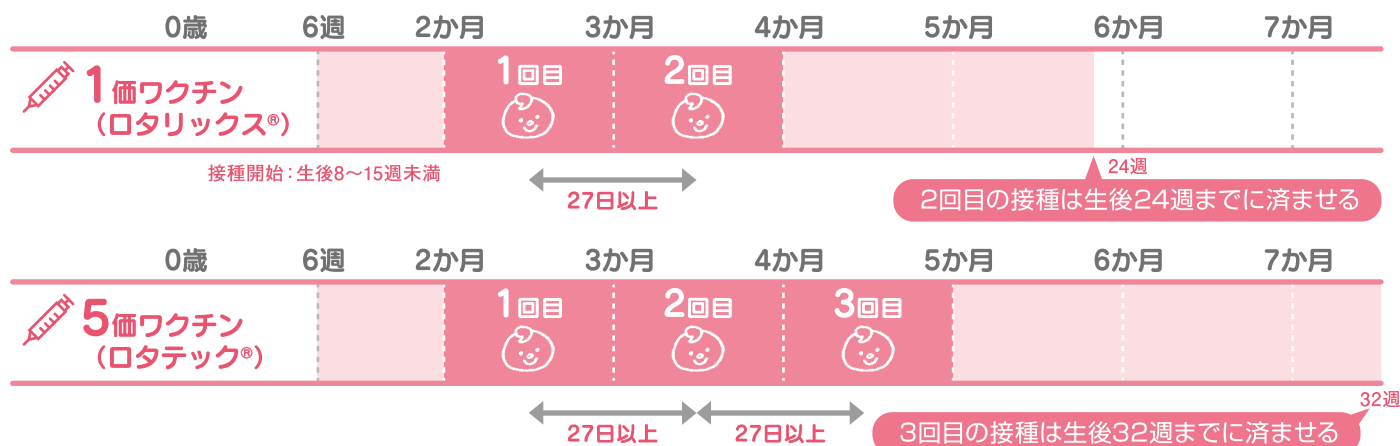 0歳 6週 2か月 3か月 4か月 5か月 6か月 7か月
1価ワクチン
（ロタリックス®）
1回目 2回目
接種開始：生後8〜15週未満
27日以上
24週
2回目の接種は生後24週までに済ませる
0歳 6週 2か月 3か月 4か月 5か月 6か月 7か月
5価ワクチン
（ロタテック®）
1回目 2回目 3回目
27日以上 27日以上
32週
3回目の接種は生後32週までに済ませる